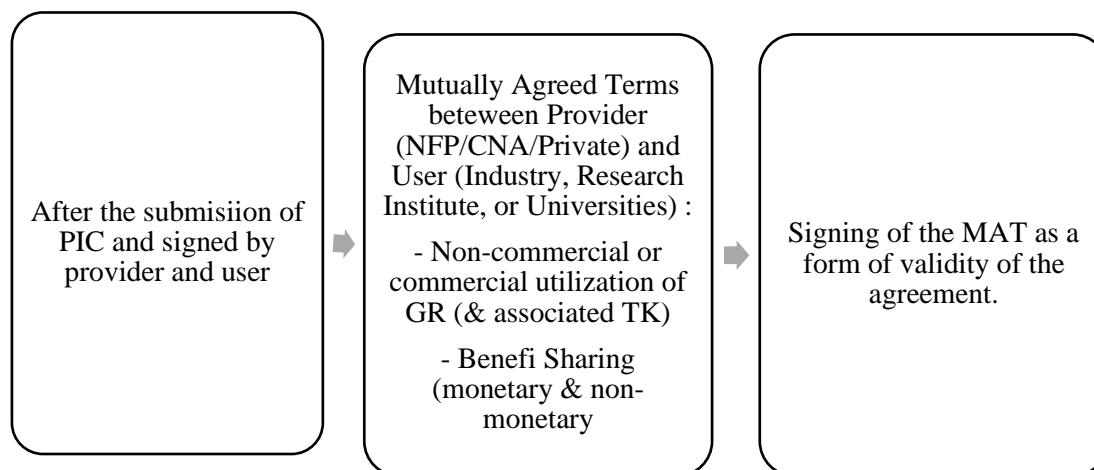 After the submisiion of
PIC and signed by
provider and user
Mutually Agreed Terms
beteween Provider
(NFP/CNA/Private) and
User (Industry, Research
Institute, or Universities) :
- Non-commercial or
commercial utilization of
GR (& associated TK)
- Benefi Sharing
(monetary & non-
monetary
Signing of the MAT as a
form of validity of the
agreement.